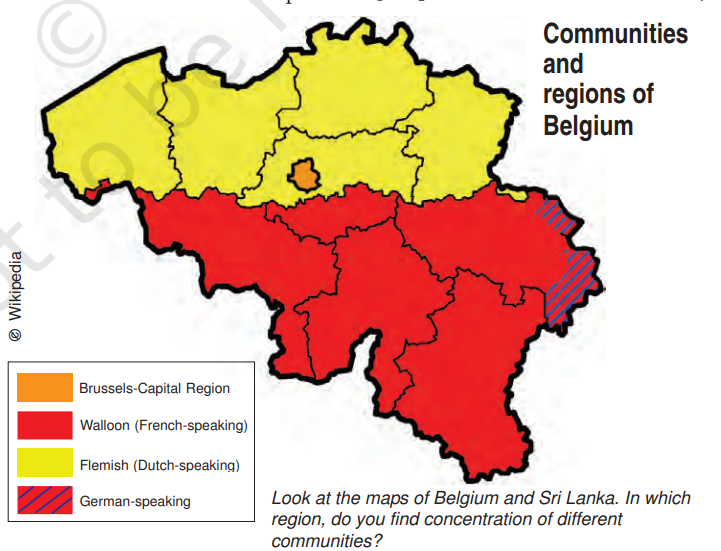 Communities
and
regions of
Belgium
© Wikipedia
Brussels-Capital Region
Walloon (French-speaking)
Flemish (Dutch-speaking)
German-speaking
Look at the maps of Belgium and Sri Lanka. In which
region, do you find concentration of different
communities?